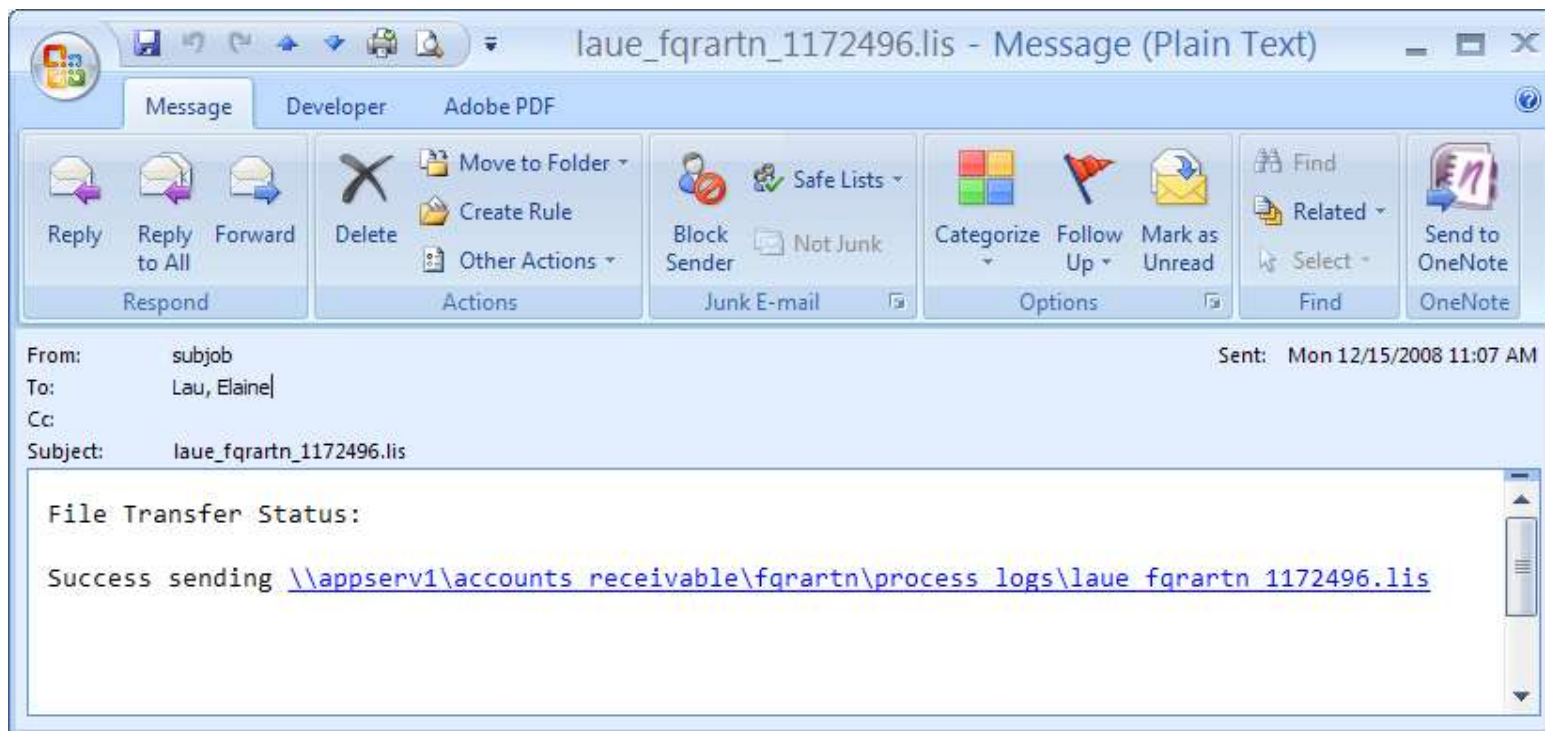 laue_fqrartn_1172496.lis - Message (Plain Text)
Message Developer Adobe PDF
Reply
Reply to All
Forward
Respond
Delete
Move to Folder
Create Rule
Other Actions
Actions
Block Sender
Safe Lists
Not Junk
Junk E-mail
Categorize
Follow Up
Mark as Unread
Options
Find
Related
Select
Find
Send to OneNote
OneNote
From: subjob Sent: Mon 12/15/2008 11:07 AM
To: Lau, Elaine
Cc:
Subject: laue_fqrartn_1172496.lis
File Transfer Status:
Success sending \\appserv1\accounts_receivable\fqrartn\process_logs\laue_fqrartn_1172496.lis